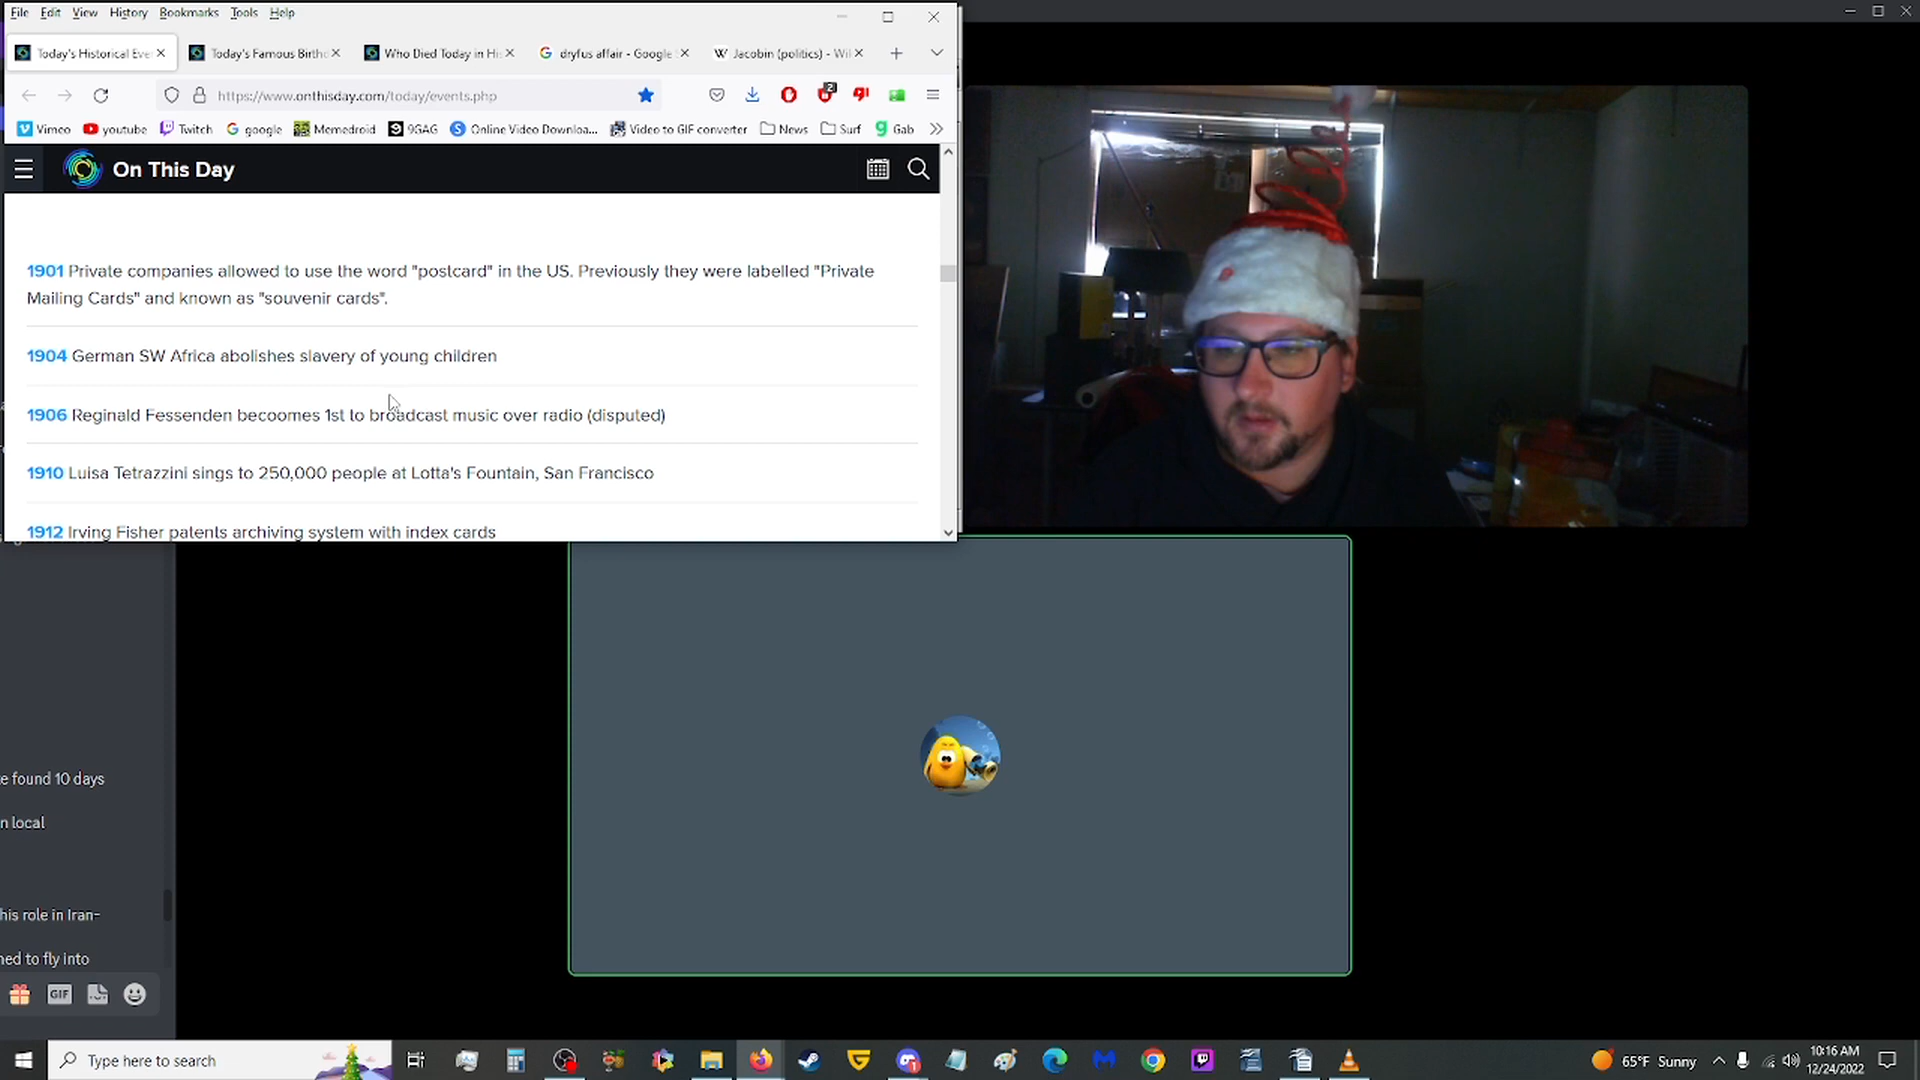 File Edit View History Bookmarks Tools Help
Today's Historical Eve
Today's Famous Birth
Who Died Today in Hi
dryfus affair - Google
Jacobin (politics) - Wi
https://www.onthisday.com/today/events.php
2
Vimeo youtube Twitch google Memedroid 9GAG Online Video Downloa... Video to GIF converter News Surf Gab
On This Day
1901 Private companies allowed to use the word "postcard" in the US. Previously they were labelled "Private
Mailing Cards" and known as "souvenir cards".
1904 German SW Africa abolishes slavery of young children
1906 Reginald Fessenden becoomes 1st to broadcast music over radio (disputed)
1910 Luisa Tetrazzini sings to 250,000 people at Lotta's Fountain, San Francisco
1912 Irving Fisher patents archiving system with index cards
e found 10 days
n local
his role in Iran-
ned to fly into
GIF
Type here to search
65°F Sunny
10:16 AM
12/24/2022